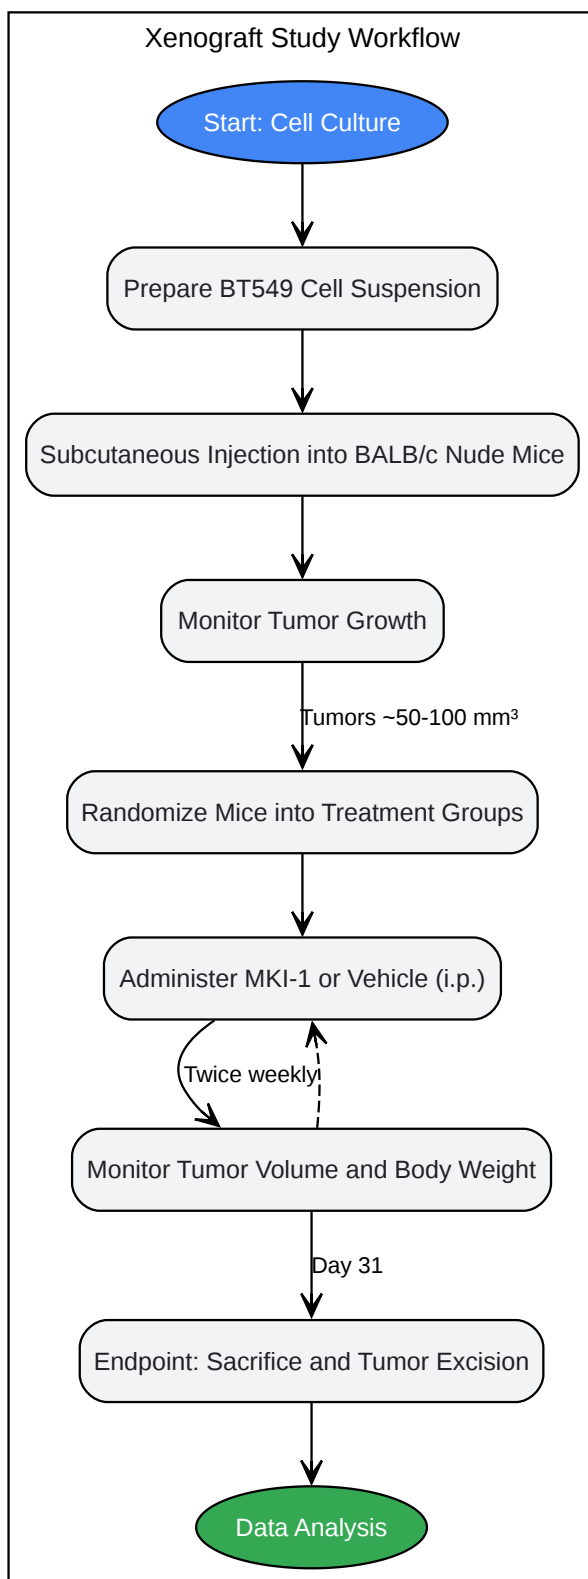 Xenograft Study Workflow
Start: Cell Culture
Prepare BT549 Cell Suspension
Subcutaneous Injection into BALB/c Nude Mice
Monitor Tumor Growth
Tumors ~50-100 mm³
Randomize Mice into Treatment Groups
Administer MKI-1 or Vehicle (i.p.)
Twice weekly
Monitor Tumor Volume and Body Weight
Day 31
Endpoint: Sacrifice and Tumor Excision
Data Analysis